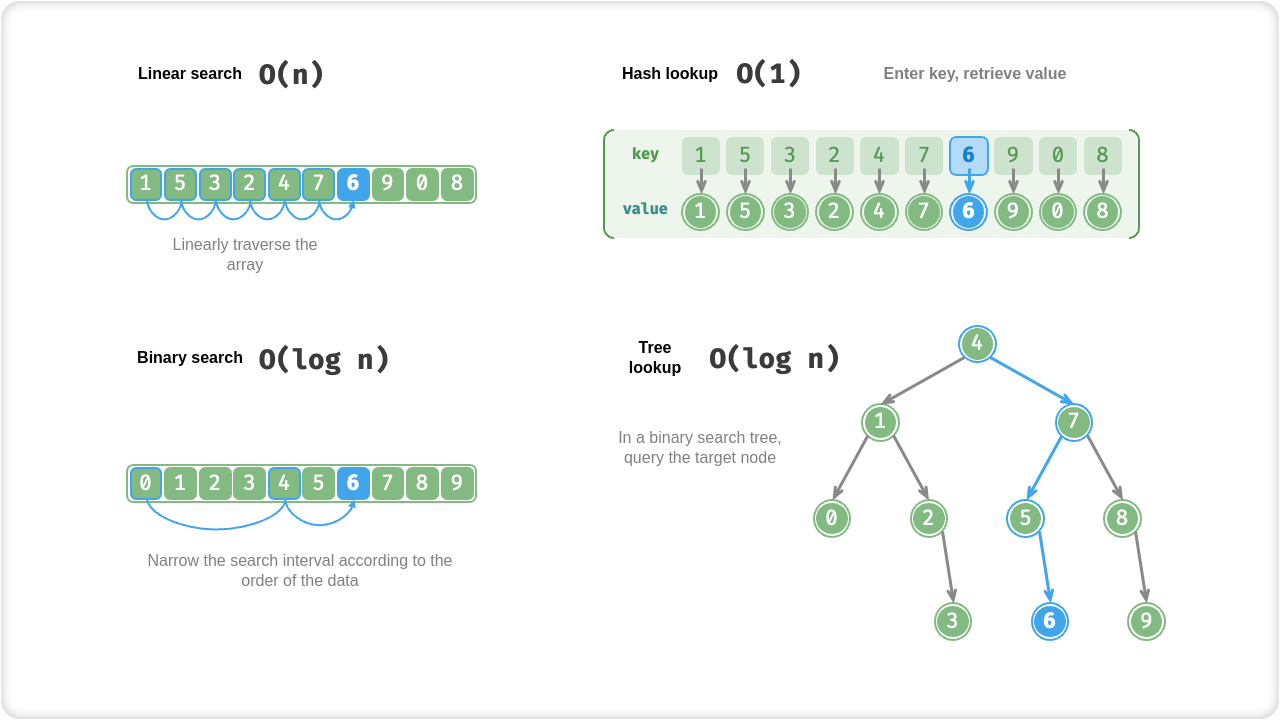 Linear search O(n)
1 5 3 2 4 7 6 9 0 8
Linearly traverse the
array
Hash lookup O(1) Enter key, retrieve value
key 1 5 3 2 4 7 6 9 0 8
value 1 5 3 2 4 7 6 9 0 8
Binary search O(log n)
0 1 2 3 4 5 6 7 8 9
Narrow the search interval according to the
order of the data
Tree
lookup O(log n)
In a binary search tree,
query the target node
4
1 7
0 2 5 8
3 6 9